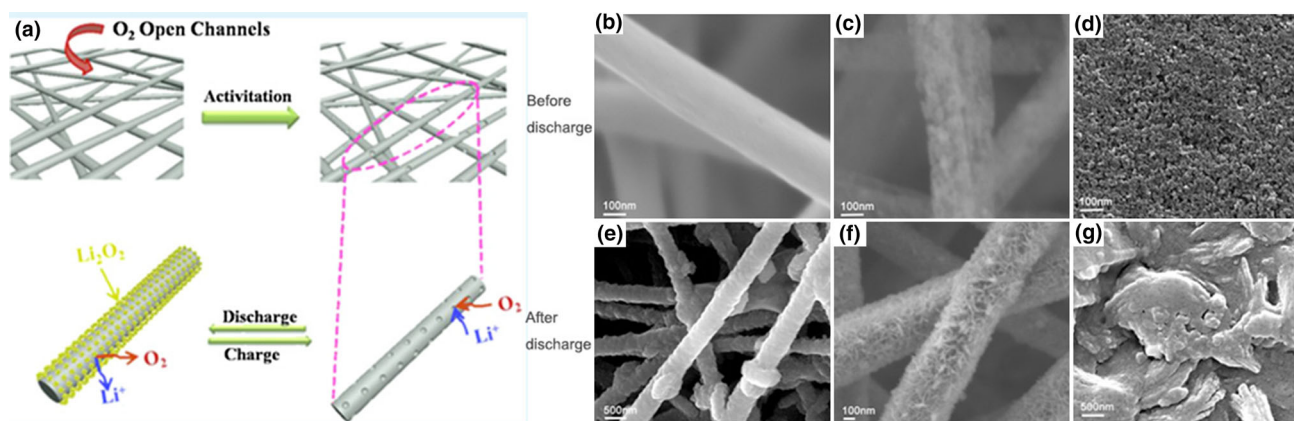 (a)
O2 Open Channels
Activitation
Before
discharge
Li2O2
O2
Li+
Discharge
Charge
O2
Li+
After
discharge
(b)
100nm
(c)
100nm
(d)
100nm
(e)
500nm
(f)
100nm
(g)
500nm